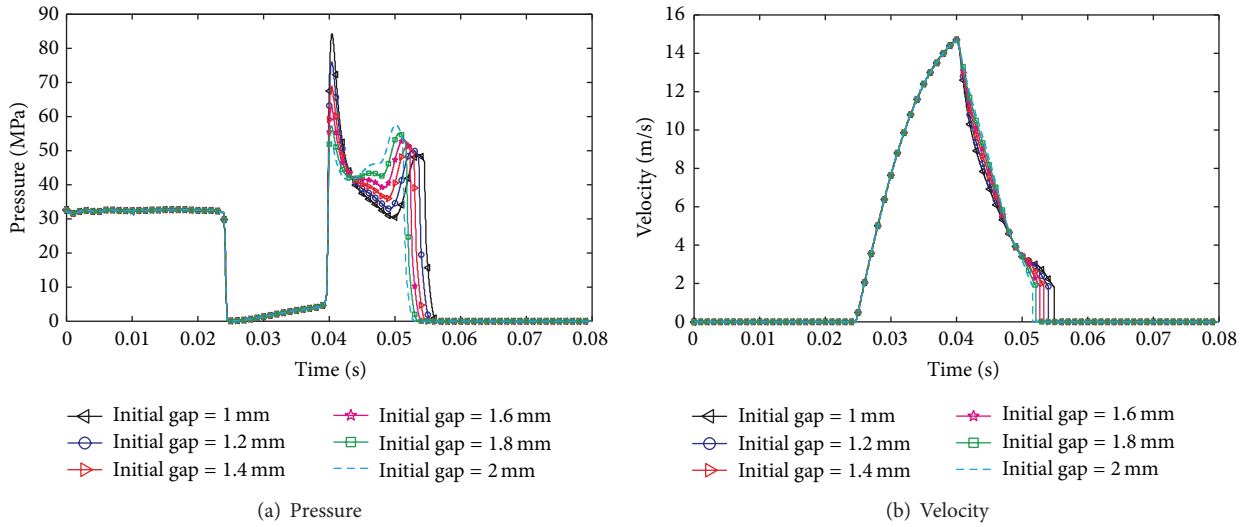 90
80
70
60
50
40
30
20
10
0
Pressure (MPa)
0 0.01 0.02 0.03 0.04 0.05 0.06 0.07 0.08
Time (s)
Initial gap = 1 mm
Initial gap = 1.2 mm
Initial gap = 1.4 mm
Initial gap = 1.6 mm
Initial gap = 1.8 mm
Initial gap = 2 mm
(a) Pressure
16
14
12
10
8
6
4
2
0
Velocity (m/s)
0 0.01 0.02 0.03 0.04 0.05 0.06 0.07 0.08
Time (s)
Initial gap = 1 mm
Initial gap = 1.2 mm
Initial gap = 1.4 mm
Initial gap = 1.6 mm
Initial gap = 1.8 mm
Initial gap = 2 mm
(b) Velocity